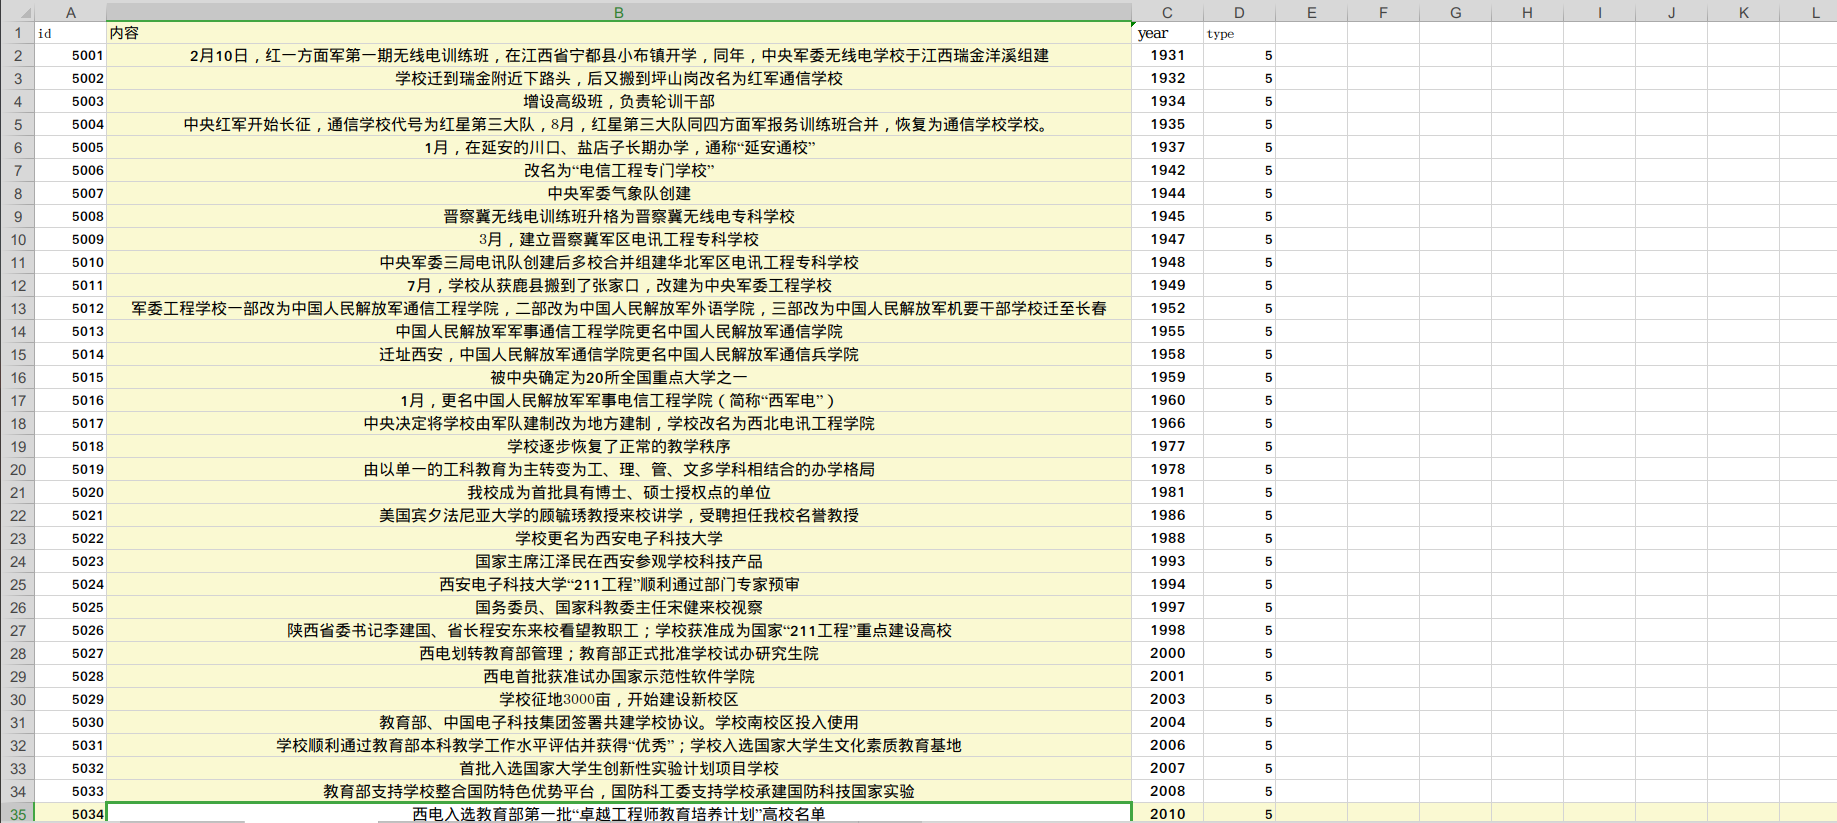 A B C D E F G H I J K L
1 id 内容 year type
2 5001 2月10日，红一方面军第一期无线电训练班，在江西省宁都县小布镇开学，同年，中央军委无线电学校于江西瑞金洋溪组建 1931 5
3 5002 学校迁到瑞金附近下路头，后又搬到坪山岗改名为红军通信学校 1932 5
4 5003 增设高级班，负责轮训干部 1934 5
5 5004 中央红军开始长征，通信学校代号为红星第三大队，8月，红星第三大队同四方面军报务训练班合并，恢复为通信学校学校。 1935 5
6 5005 1月，在延安的川口、盐店子长期办学，通称“延安通校” 1937 5
7 5006 改名为“电信工程专门学校” 1942 5
8 5007 中央军委气象队创建 1944 5
9 5008 晋察冀无线电训练班升格为晋察冀无线电专科学校 1945 5
10 5009 3月，建立晋察冀军区电讯工程专科学校 1947 5
11 5010 中央军委三局电讯队创建后多校合并组建华北军区电讯工程专科学校 1948 5
12 5011 7月，学校从获鹿县搬到了张家口，改建为中央军委工程学校 1949 5
13 5012 军委工程学校一部改为中国人民解放军通信工程学院，二部改为中国人民解放军外语学院，三部改为中国人民解放军机要干部学校迁至长春 1952 5
14 5013 中国人民解放军军事通信工程学院更名中国人民解放军通信学院 1955 5
15 5014 迁址西安，中国人民解放军通信学院更名中国人民解放军通信兵学院 1958 5
16 5015 被中央确定为20所全国重点大学之一 1959 5
17 5016 1月，更名中国人民解放军军事电信工程学院（简称“西军电”） 1960 5
18 5017 中央决定将学校由军队建制改为地方建制，学校改名为西北电讯工程学院 1966 5
19 5018 学校逐步恢复了正常的教学秩序 1977 5
20 5019 由以单一的工科教育为主转变为工、理、管、文多学科相结合的办学格局 1978 5
21 5020 我校成为首批具有博士、硕士授权点的单位 1981 5
22 5021 美国宾夕法尼亚大学的顾毓琇教授来校讲学，受聘担任我校名誉教授 1986 5
23 5022 学校更名为西安电子科技大学 1988 5
24 5023 国家主席江泽民在西安参观学校科技产品 1993 5
25 5024 西安电子科技大学“211工程”顺利通过部门专家预审 1994 5
26 5025 国务委员、国家科教委主任宋健来校视察 1997 5
27 5026 陕西省委书记李建国、省长程安东来校看望教职工；学校获准成为国家“211工程”重点建设高校 1998 5
28 5027 西电划转教育部管理；教育部正式批准学校试办研究生院 2000 5
29 5028 西电首批获准试办国家示范性软件学院 2001 5
30 5029 学校征地3000亩，开始建设新校区 2003 5
31 5030 教育部、中国电子科技集团签署共建学校协议。学校南校区投入使用 2004 5
32 5031 学校顺利通过教育部本科教学工作水平评估并获得“优秀”；学校入选国家大学生文化素质教育基地 2006 5
33 5032 首批入选国家大学生创新性实验计划项目学校 2007 5
34 5033 教育部支持学校整合国防特色优势平台，国防科工委支持学校承建国防科技国家实验 2008 5
35 5034 西电入选教育部第一批“卓越工程师教育培养计划”高校名单 2010 5